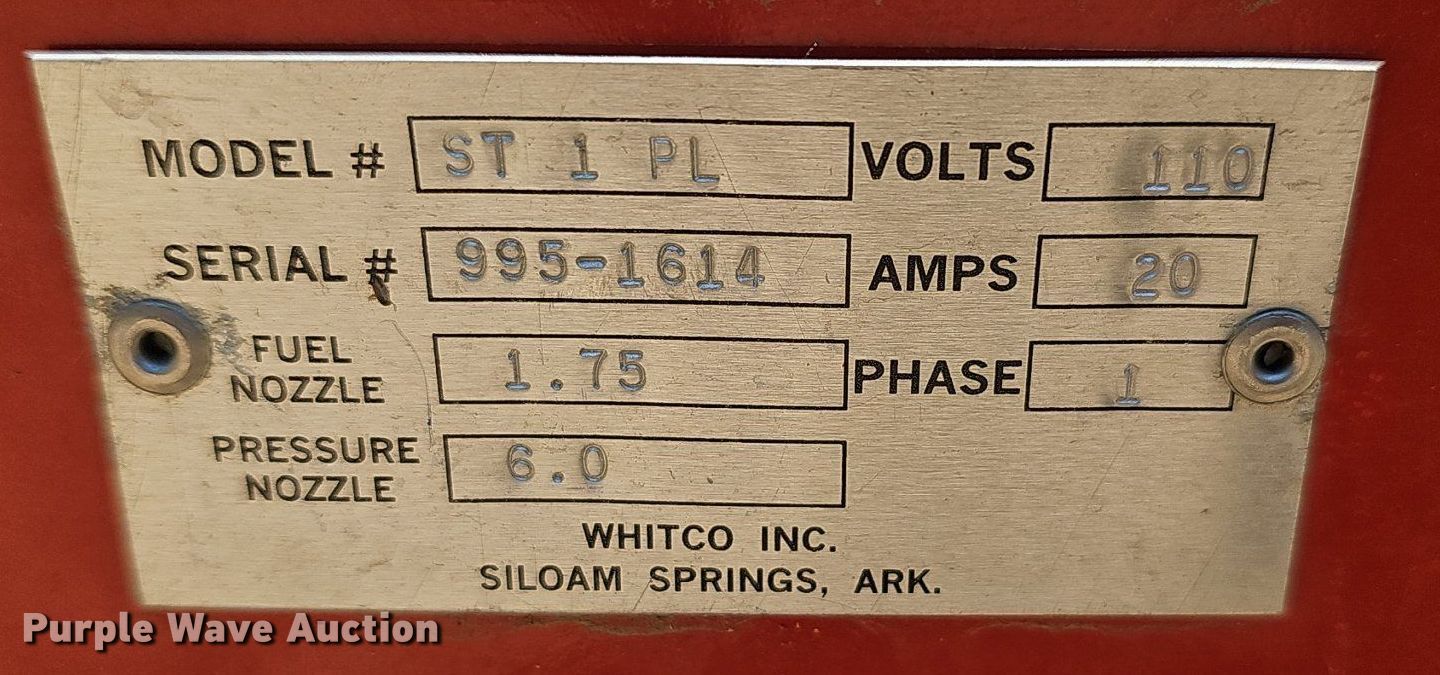 MODEL # ST 1 PL VOLTS 110
SERIAL # 995-1614 AMPS 20
FUEL NOZZLE 1.75 PHASE 1
PRESSURE NOZZLE 6.0
WHITCO INC.
SILOAM SPRINGS, ARK.
Purple Wave Auction